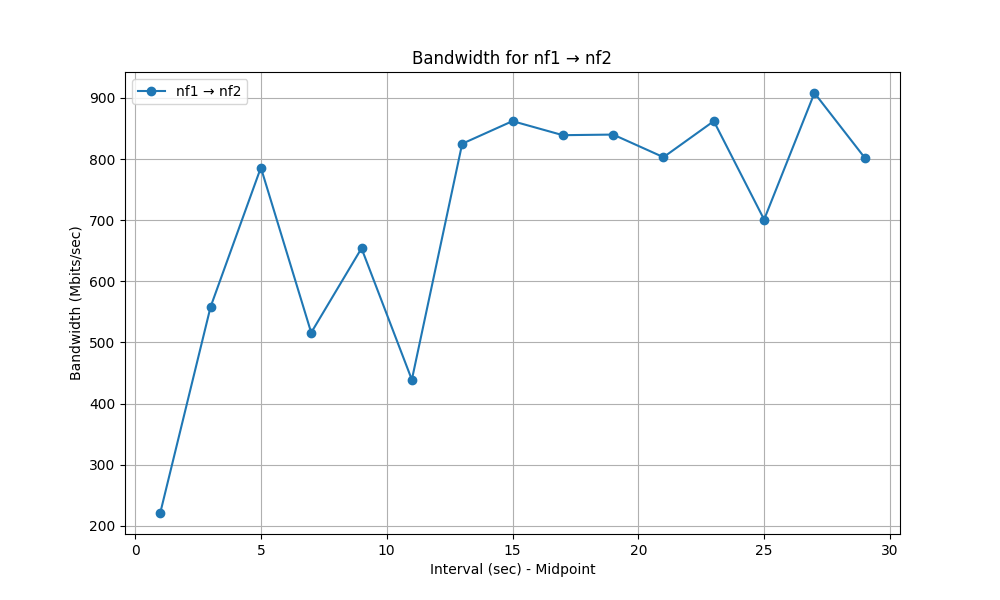 Bandwidth for nf1 → nf2
nf1 → nf2
900
800
700
600
500
400
300
200
Bandwidth (Mbits/sec)
0 5 10 15 20 25 30
Interval (sec) - Midpoint